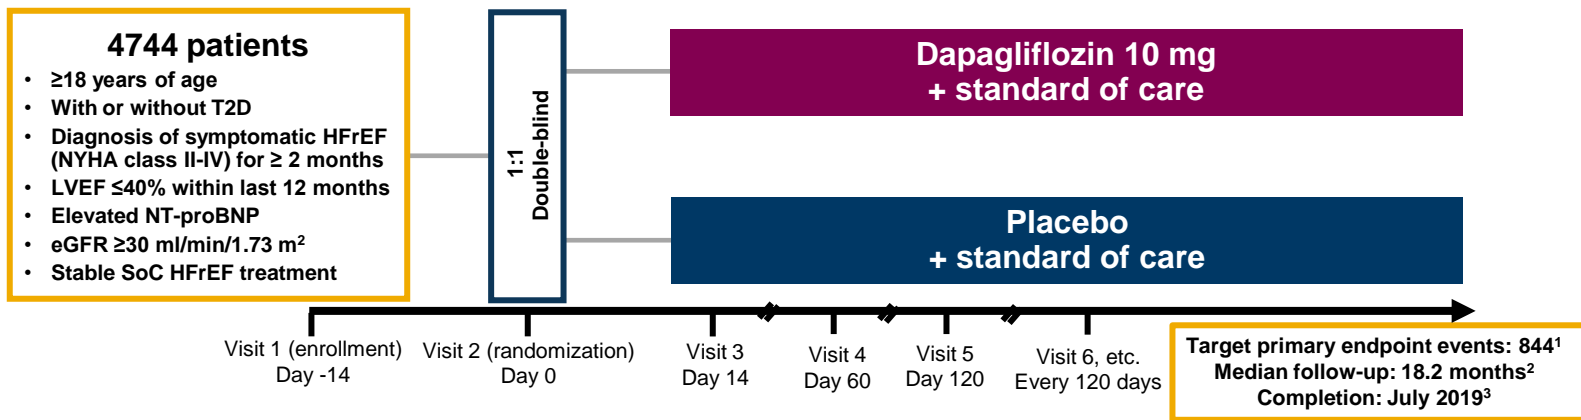 4744 patients
• ≥18 years of age
• With or without T2D
• Diagnosis of symptomatic HFrEF
(NYHA class II-IV) for ≥ 2 months
• LVEF ≤40% within last 12 months
• Elevated NT-proBNP
• eGFR ≥30 ml/min/1.73 m²
• Stable SoC HFrEF treatment
1:1
Double-blind
Dapagliflozin 10 mg
+ standard of care
Placebo
+ standard of care
Visit 1 (enrollment)
Day -14
Visit 2 (randomization)
Day 0
Visit 3
Day 14
Visit 4
Day 60
Visit 5
Day 120
Visit 6, etc.
Every 120 days
Target primary endpoint events: 844¹
Median follow-up: 18.2 months²
Completion: July 2019³